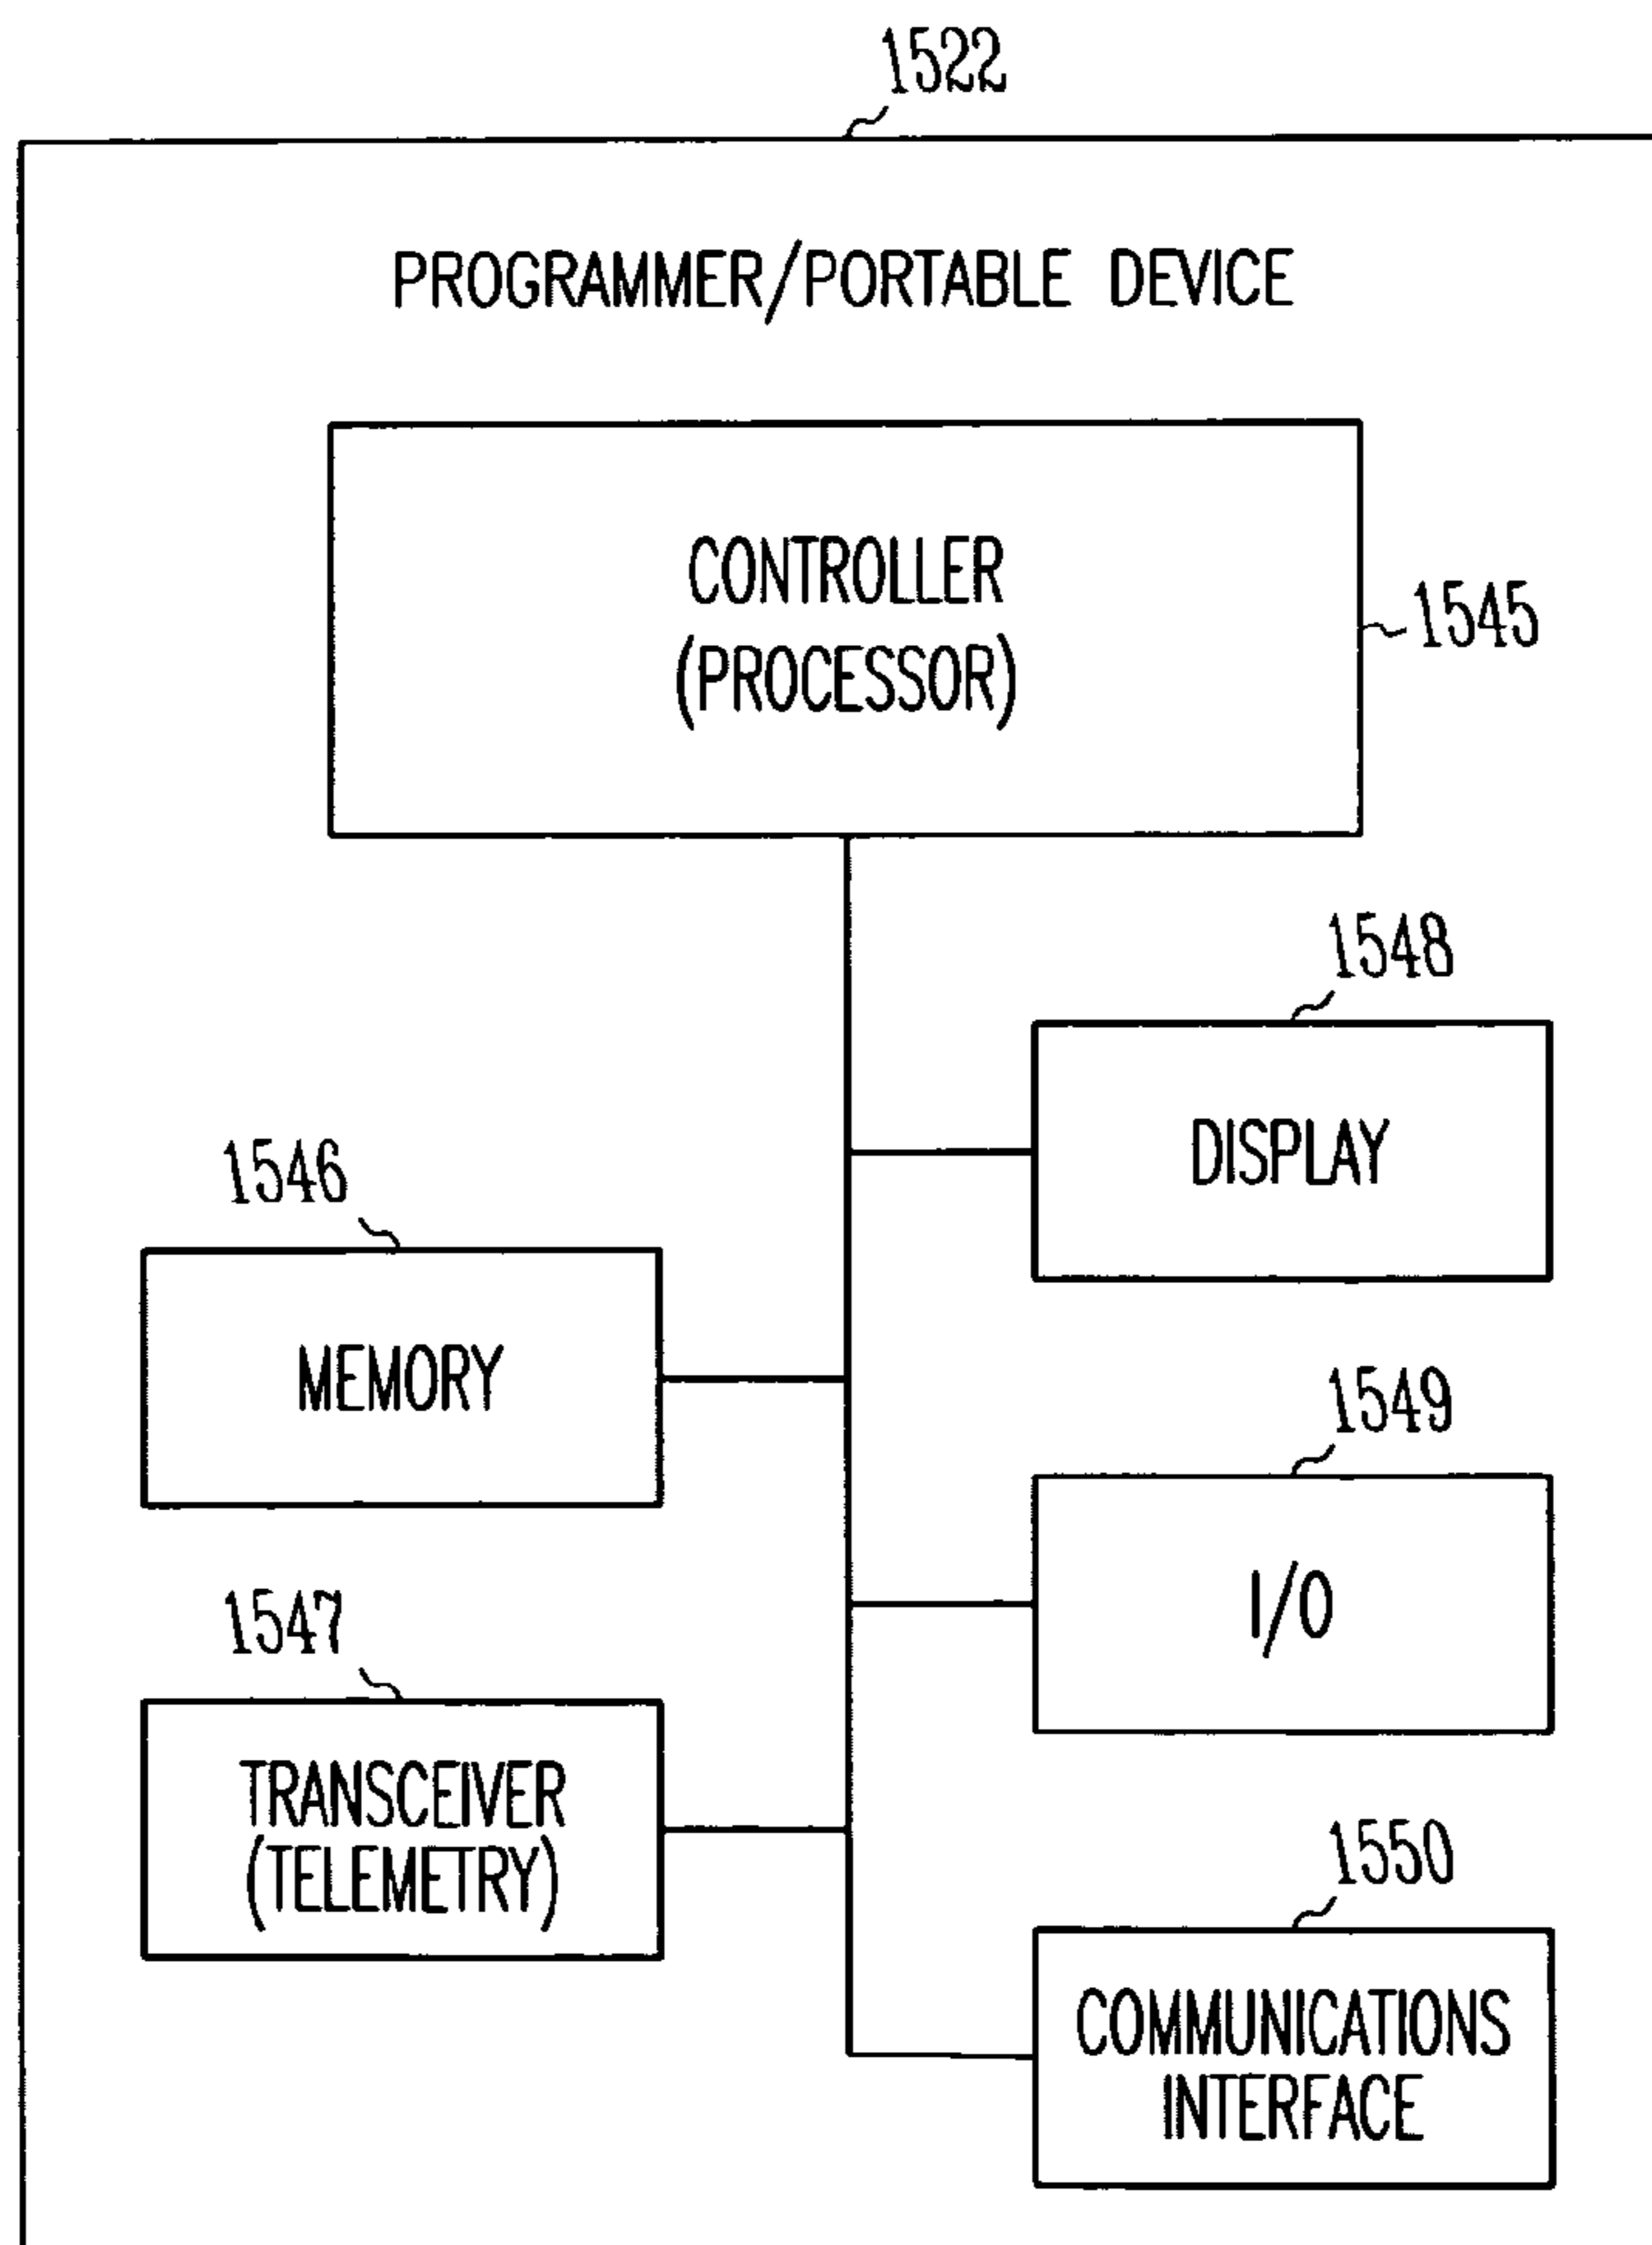 1522
PROGRAMMER/PORTABLE DEVICE
CONTROLLER
(PROCESSOR)
1545
1548
DISPLAY
1546
MEMORY
1549
I/O
1547
TRANSCEIVER
(TELEMETRY)
1550
COMMUNICATIONS
INTERFACE